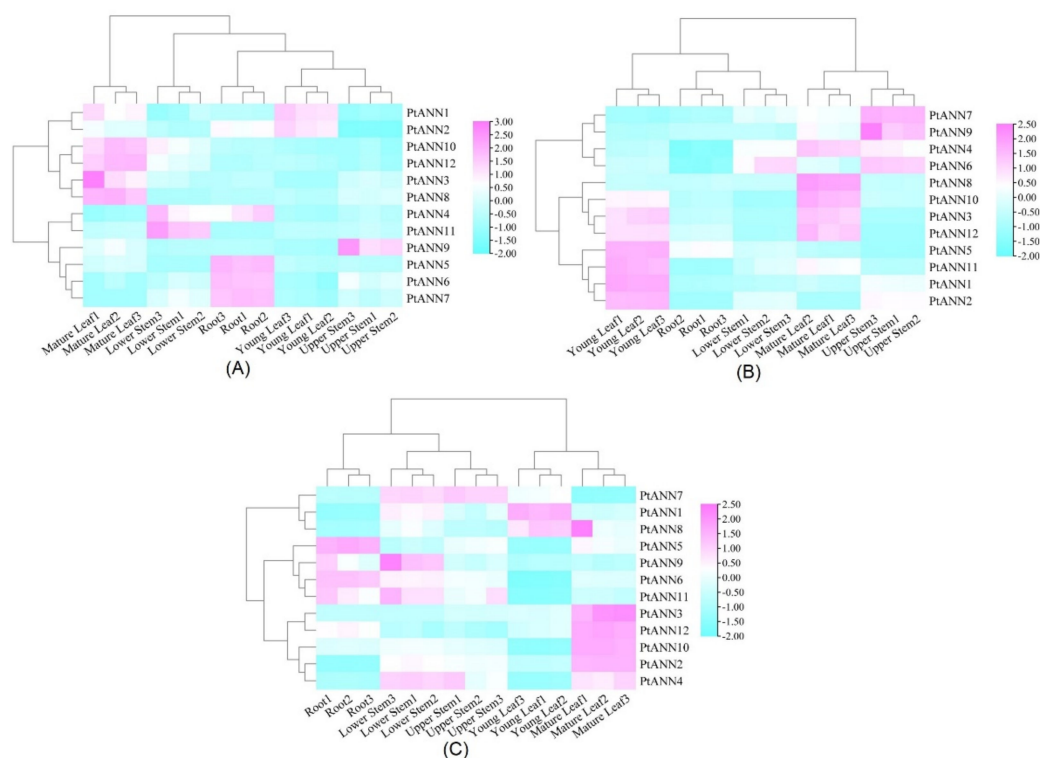 PtANN1
PtANN2
PtANN10
PtANN12
PtANN3
PtANN8
PtANN4
PtANN11
PtANN9
PtANN5
PtANN6
PtANN7
3.00
2.50
2.00
1.50
1.00
0.50
0.00
-0.50
-1.00
-1.50
-2.00
Mature Leaf1
Mature Leaf2
Mature Leaf3
Lower Stem3
Lower Stem1
Lower Stem2
Root3
Root1
Root2
Young Leaf3
Young Leaf1
Young Leaf2
Upper Stem3
Upper Stem1
Upper Stem2
(A)
PtANN7
PtANN9
PtANN4
PtANN6
PtANN8
PtANN10
PtANN3
PtANN12
PtANN5
PtANN11
PtANN1
PtANN2
2.50
2.00
1.50
1.00
0.50
0.00
-0.50
-1.00
-1.50
-2.00
Young Leaf1
Young Leaf2
Young Leaf3
Root2
Root1
Root3
Lower Stem1
Lower Stem2
Lower Stem3
Mature Leaf2
Mature Leaf1
Mature Leaf3
Upper Stem3
Upper Stem1
Upper Stem2
(B)
PtANN7
PtANN1
PtANN8
PtANN5
PtANN9
PtANN6
PtANN11
PtANN3
PtANN12
PtANN10
PtANN2
PtANN4
2.50
2.00
1.50
1.00
0.50
0.00
-0.50
-1.00
-1.50
-2.00
Root1
Root2
Root3
Lower Stem3
Lower Stem1
Lower Stem2
Upper Stem1
Upper Stem2
Upper Stem3
Young Leaf3
Young Leaf1
Young Leaf2
Mature Leaf1
Mature Leaf2
Mature Leaf3
(C)